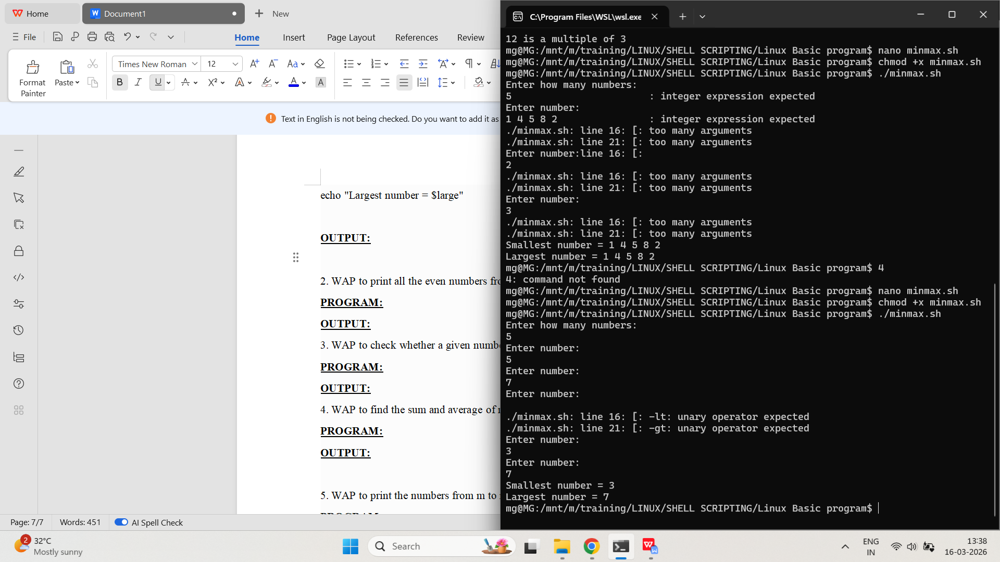 Home
Document1
New
File
Home
Insert
Page Layout
References
Review
Format
Painter
Paste
Times New Roman
12
Text in English is not being checked. Do you want to add it as
echo "Largest number = $large"
OUTPUT:
2. WAP to print all the even numbers fro
PROGRAM:
OUTPUT:
3. WAP to check whether a given numbe
PROGRAM:
OUTPUT:
4. WAP to find the sum and average of
PROGRAM:
OUTPUT:
5. WAP to print the numbers from m to
PROGRAM:
Page: 7/7
Words: 451
AI Spell Check
C:\Program Files\WSL\wsl.exe
12 is a multiple of 3
mg@MG:/mnt/m/training/LINUX/SHELL SCRIPTING/Linux Basic program$ nano minmax.sh
mg@MG:/mnt/m/training/LINUX/SHELL SCRIPTING/Linux Basic program$ chmod +x minmax.sh
mg@MG:/mnt/m/training/LINUX/SHELL SCRIPTING/Linux Basic program$ ./minmax.sh
Enter how many numbers:
5 : integer expression expected
Enter number:
1 4 5 8 2 : integer expression expected
./minmax.sh: line 16: [: too many arguments
./minmax.sh: line 21: [: too many arguments
Enter number:line 16: [:
2
./minmax.sh: line 16: [: too many arguments
./minmax.sh: line 21: [: too many arguments
Enter number:
3
./minmax.sh: line 16: [: too many arguments
./minmax.sh: line 21: [: too many arguments
Smallest number = 1 4 5 8 2
Largest number = 1 4 5 8 2
mg@MG:/mnt/m/training/LINUX/SHELL SCRIPTING/Linux Basic program$ 4
4: command not found
mg@MG:/mnt/m/training/LINUX/SHELL SCRIPTING/Linux Basic program$ nano minmax.sh
mg@MG:/mnt/m/training/LINUX/SHELL SCRIPTING/Linux Basic program$ chmod +x minmax.sh
mg@MG:/mnt/m/training/LINUX/SHELL SCRIPTING/Linux Basic program$ ./minmax.sh
Enter how many numbers:
5
Enter number:
5
Enter number:
7
Enter number:
./minmax.sh: line 16: [: -lt: unary operator expected
./minmax.sh: line 21: [: -gt: unary operator expected
Enter number:
3
Enter number:
7
Smallest number = 3
Largest number = 7
mg@MG:/mnt/m/training/LINUX/SHELL SCRIPTING/Linux Basic program$
2
32°C
Mostly sunny
Search
ENG
IN
13:38
16-03-2026